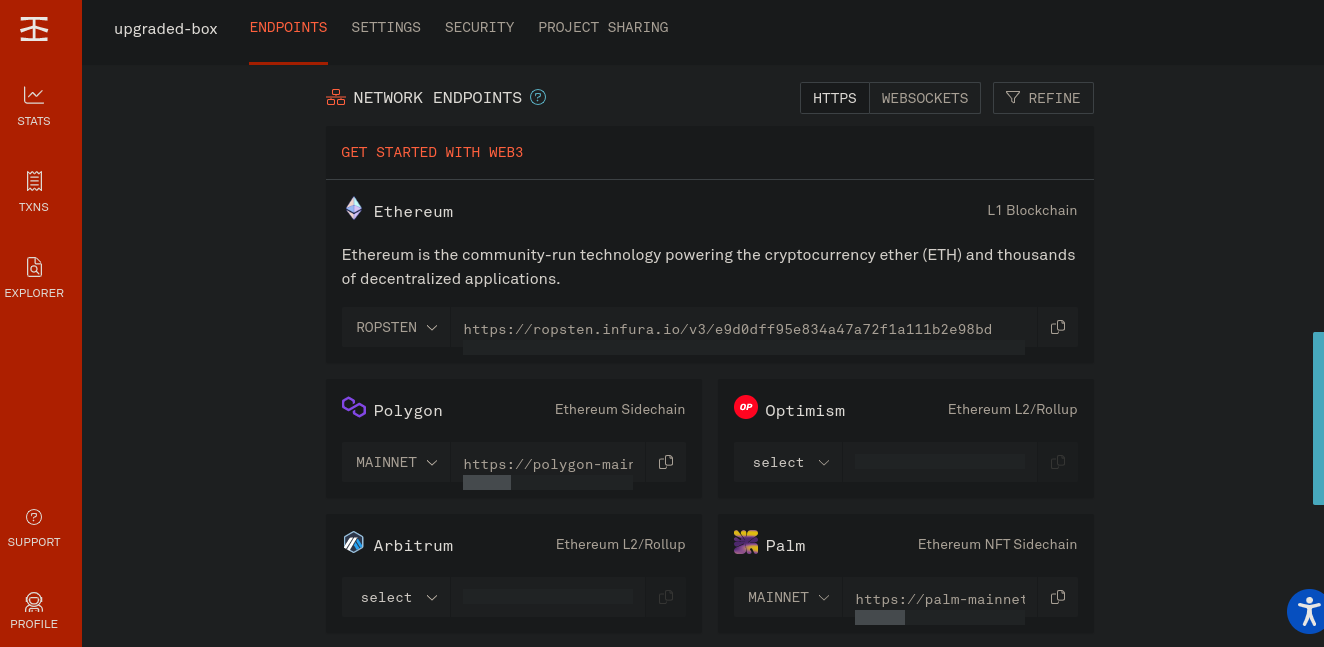 upgraded-box
ENDPOINTS SETTINGS SECURITY PROJECT SHARING
STATS
TXNS
EXPLORER
SUPPORT
PROFILE
NETWORK ENDPOINTS ?
HTTPS WEBSOCKETS REFINE
GET STARTED WITH WEB3
Ethereum L1 Blockchain
Ethereum is the community-run technology powering the cryptocurrency ether (ETH) and thousands
of decentralized applications.
ROPSTEN https://ropsten.infura.io/v3/e9d0dff95e834a47a72f1a111b2e98bd
Polygon Ethereum Sidechain
MAINNET https://polygon-main
OP Optimism Ethereum L2/Rollup
select
Arbitrum Ethereum L2/Rollup
select
Palm Ethereum NFT Sidechain
MAINNET https://palm-mainnet